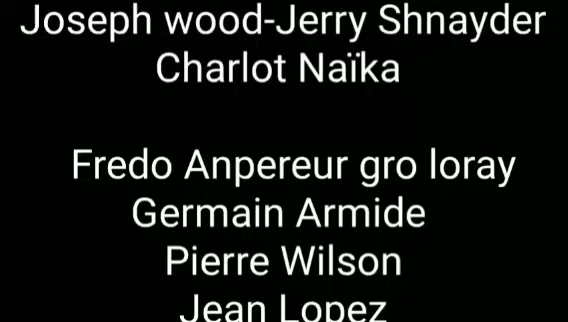 Joseph wood-Jerry Shnayder
Charlot Naïka
Fredo Anpereur gro loray
Germain Armide
Pierre Wilson
Jean Lopez